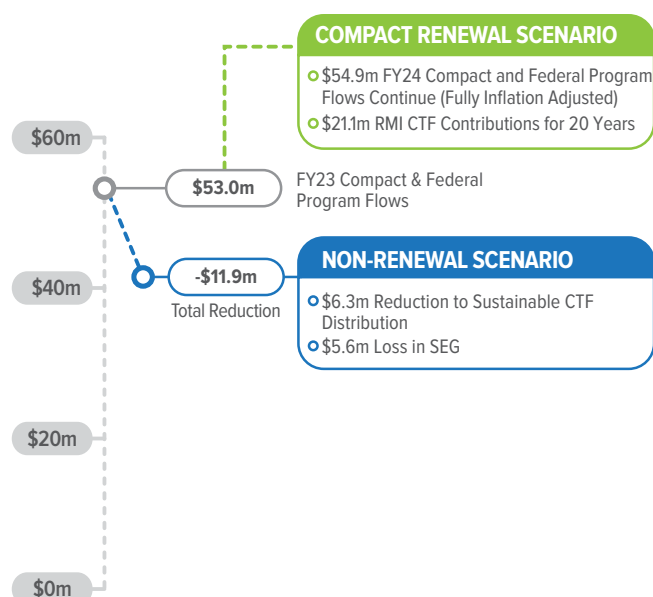 COMPACT RENEWAL SCENARIO
$54.9m FY24 Compact and Federal Program
Flows Continue (Fully Inflation Adjusted)
$21.1m RMI CTF Contributions for 20 Years
$60m
$53.0m
FY23 Compact & Federal
Program Flows
NON-RENEWAL SCENARIO
-$11.9m
Total Reduction
$6.3m Reduction to Sustainable CTF
Distribution
$5.6m Loss in SEG
$40m
$20m
$0m